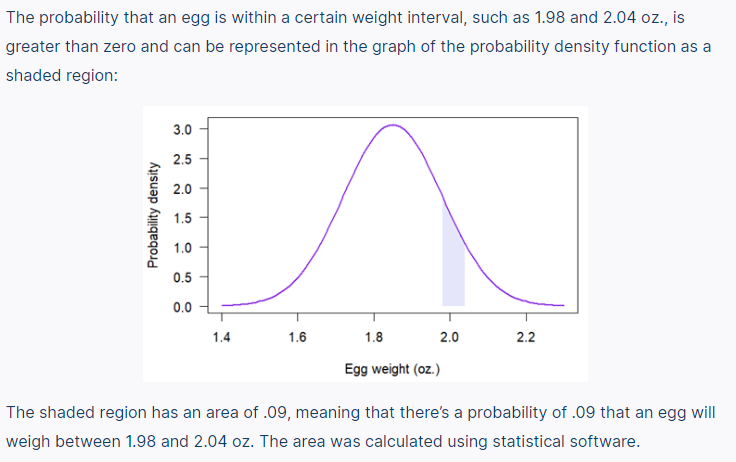 The probability that an egg is within a certain weight interval, such as 1.98 and 2.04 oz., is
greater than zero and can be represented in the graph of the probability density function as a
shaded region:
Probability density
3.0
2.5
2.0
1.5
1.0
0.5
0.0
1.4 1.6 1.8 2.0 2.2
Egg weight (oz.)
The shaded region has an area of .09, meaning that there’s a probability of .09 that an egg will
weigh between 1.98 and 2.04 oz. The area was calculated using statistical software.